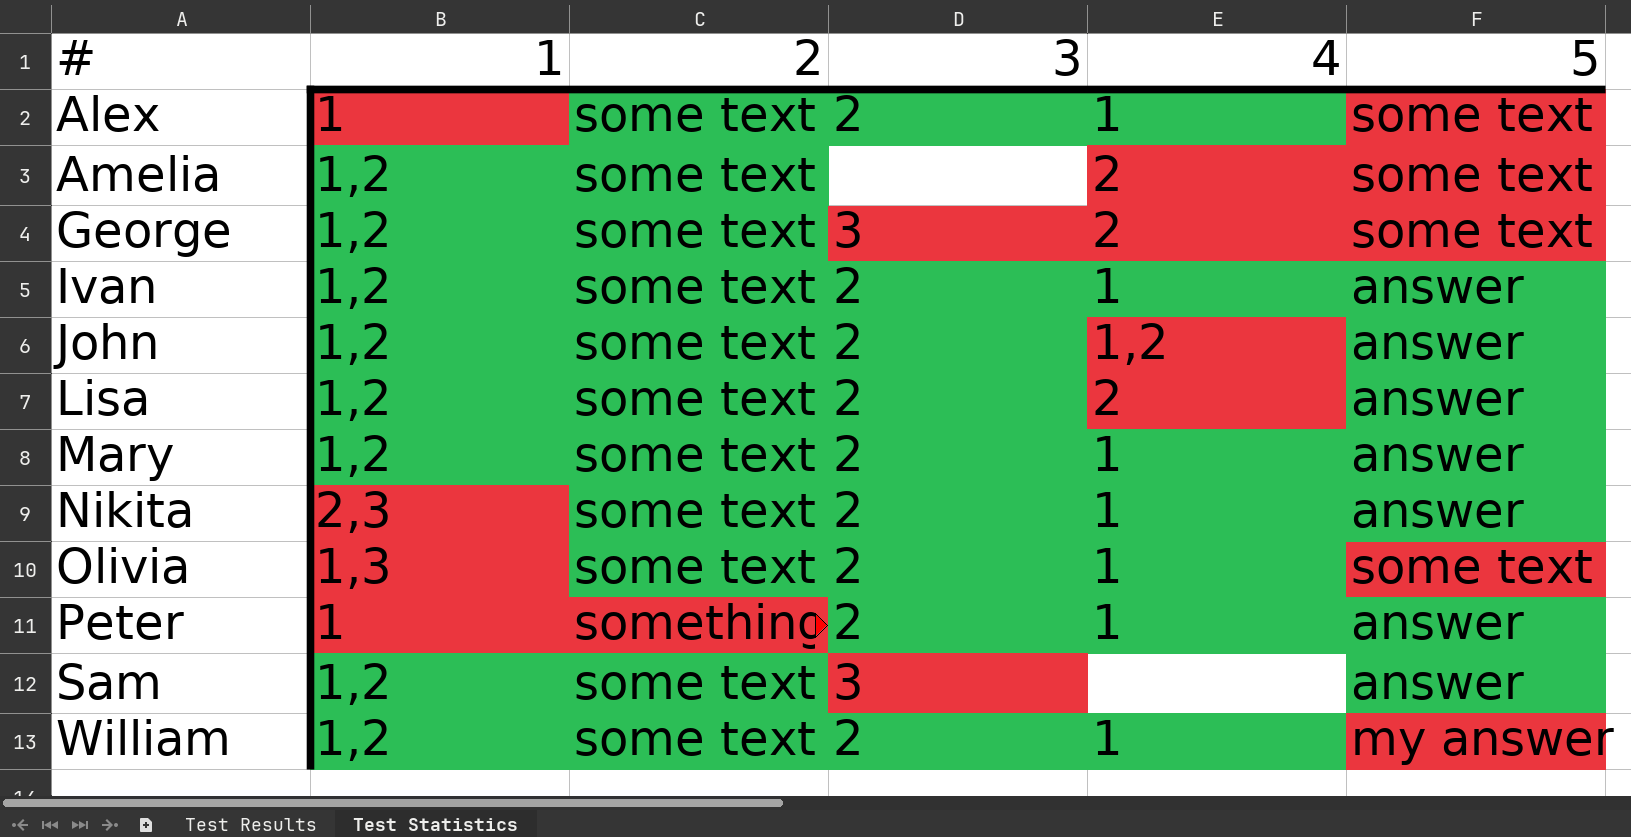 A B C D E F
1 # 1 2 3 4 5
2 Alex 1 some text 2 1 some text
3 Amelia 1,2 some text 2 some text
4 George 1,2 some text 3 2 some text
5 Ivan 1,2 some text 2 1 answer
6 John 1,2 some text 2 1,2 answer
7 Lisa 1,2 some text 2 2 answer
8 Mary 1,2 some text 2 1 answer
9 Nikita 2,3 some text 2 1 answer
10 Olivia 1,3 some text 2 1 some text
11 Peter 1 something 2 1 answer
12 Sam 1,2 some text 3 answer
13 William 1,2 some text 2 1 my answer
Test Results Test Statistics